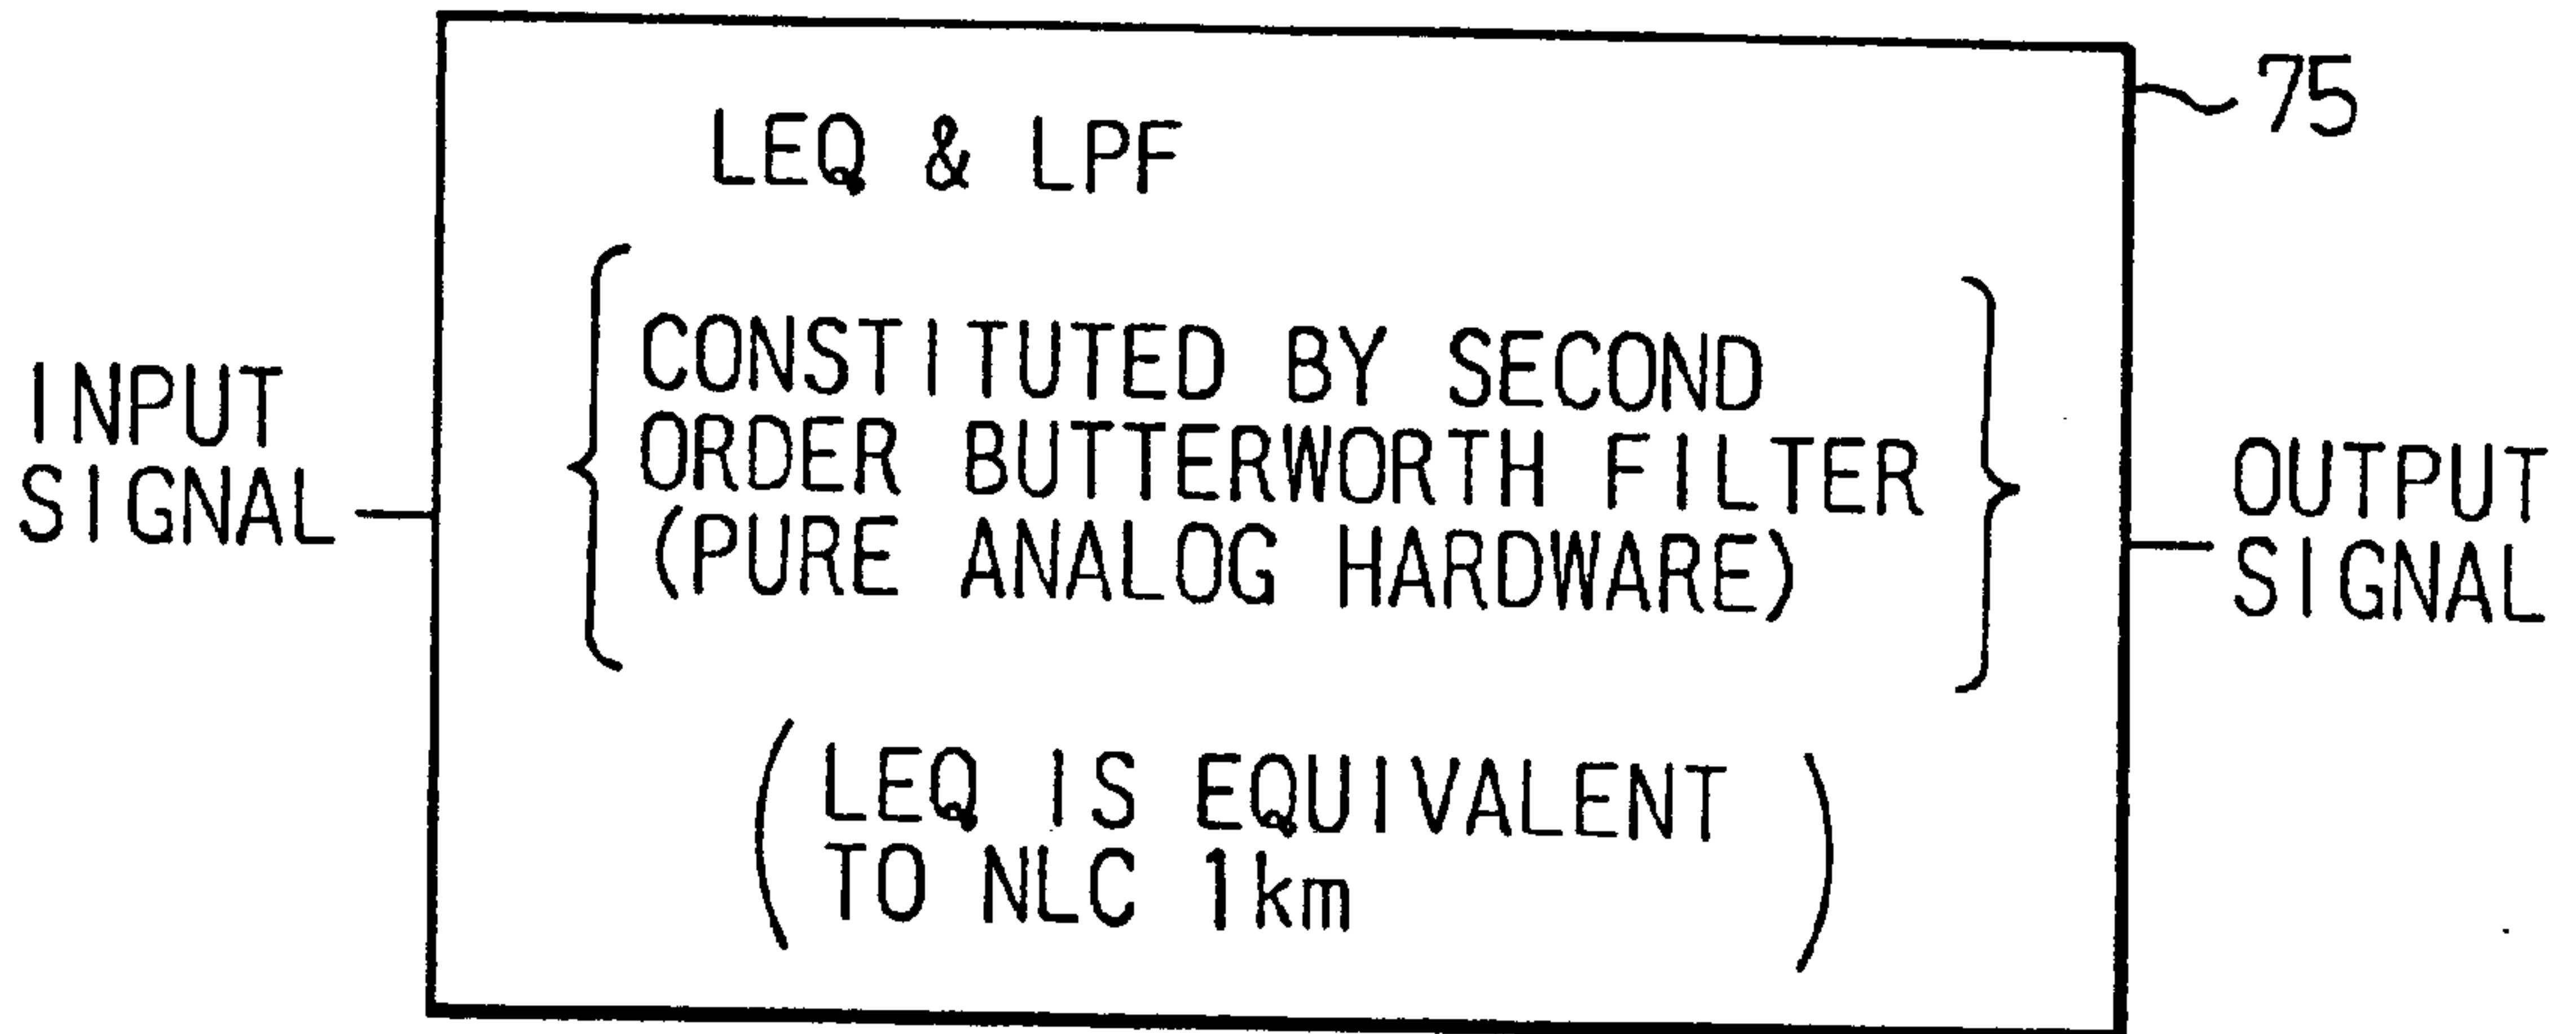 75
LEQ & LPF
CONSTITUTED BY SECOND
ORDER BUTTERWORTH FILTER
(PURE ANALOG HARDWARE)
INPUT
SIGNAL
OUTPUT
SIGNAL
(LEQ IS EQUIVALENT
TO NLC 1km)